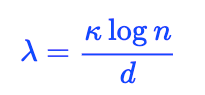 λ = κ log n / d